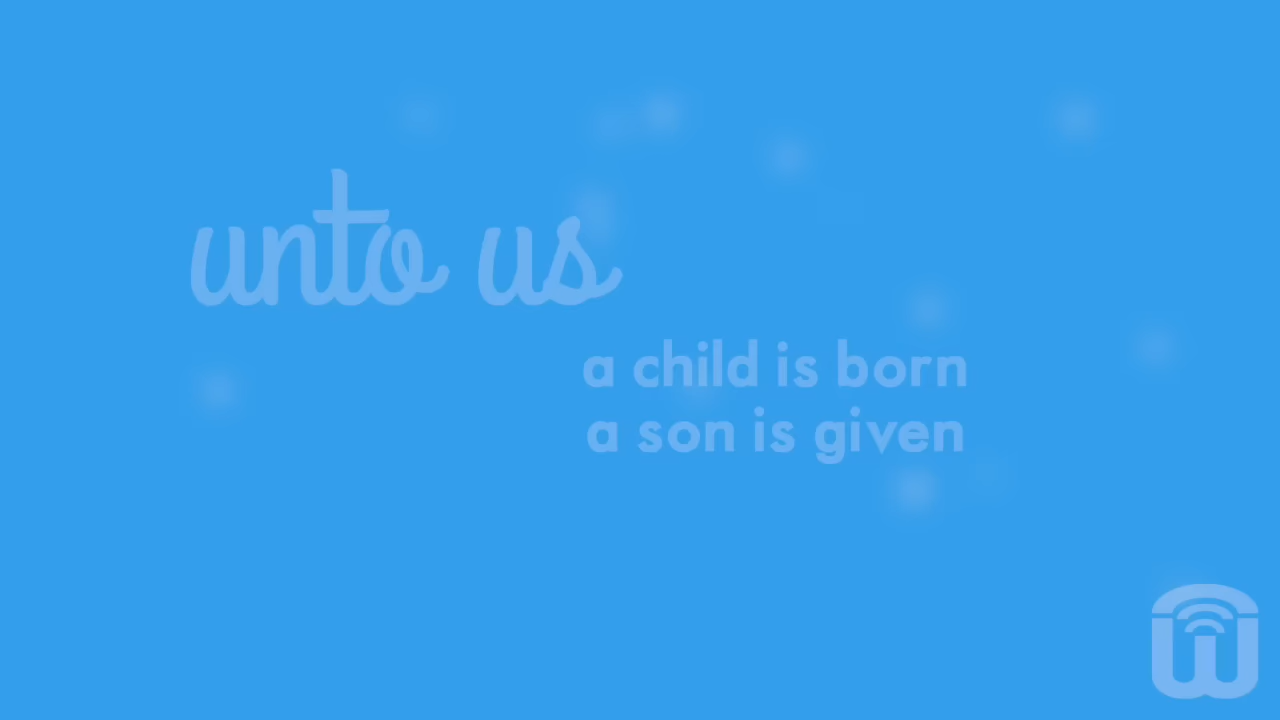 unto us
a child is born
a son is given